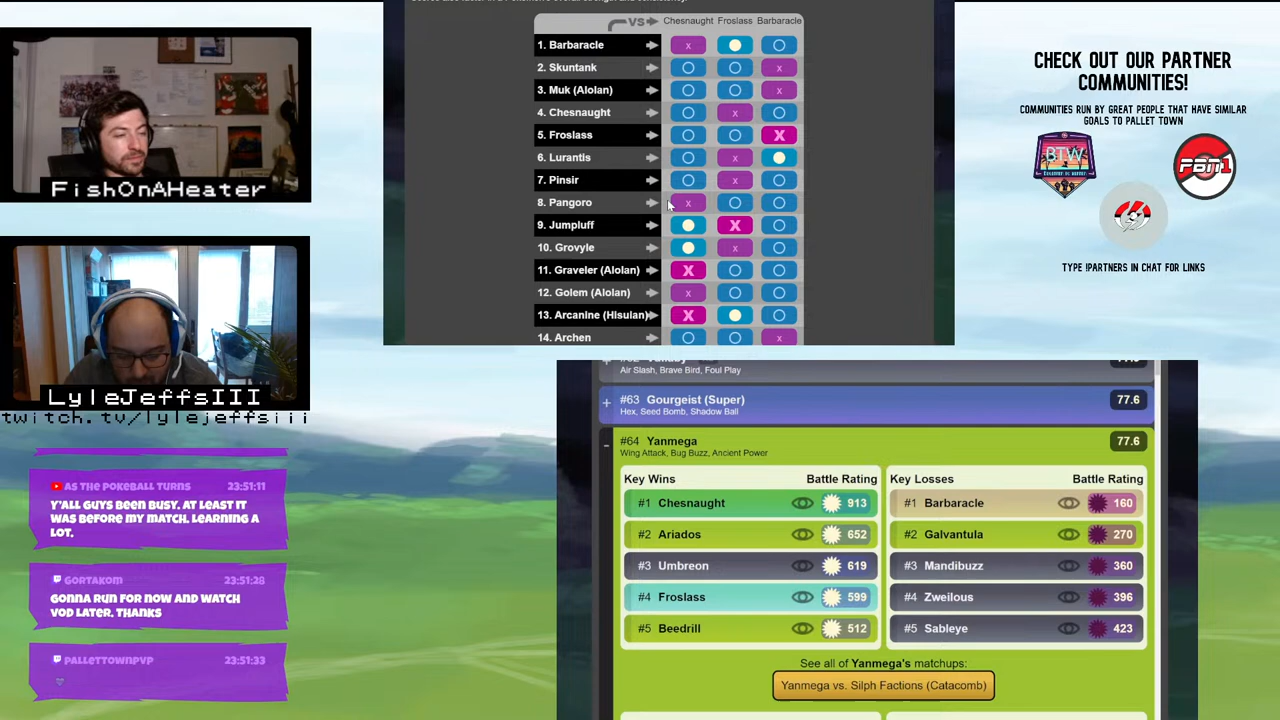 VS
Chesnaught Froslass Barbaracle
1. Barbaracle x
2. Skuntank x
3. Muk (Alolan) x
4. Chesnaught x
5. Froslass X
6. Lurantis x
7. Pinsir x
8. Pangoro x
9. Jumpluff X
10. Grovyle x
11. Graveler (Alolan) X
12. Golem (Alolan) x
13. Arcanine (Hisuian) X
14. Archen x
FishOnAHeater
LyleJeffsIII
twitch.tv/lylejeffsiii
AS THE POKEBALL TURNS 23:51:11
Y'ALL GUYS BEEN BUSY. AT LEAST IT
WAS BEFORE MY MATCH. LEARNING A
LOT.
GORTAKOM 23:51:28
GONNA RUN FOR NOW AND WATCH
VOD LATER. THANKS
PALLETTOWNPVP 23:51:33
CHECK OUT OUR PARTNER
COMMUNITIES!
COMMUNITIES RUN BY GREAT PEOPLE THAT HAVE SIMILAR
GOALS TO PALLET TOWN
BTW
PBN1
TYPE !PARTNERS IN CHAT FOR LINKS
Air Slash, Brave Bird, Foul Play
+ #63 Gourgeist (Super) 77.6
Hex, Seed Bomb, Shadow Ball
- #64 Yanmega 77.6
Wing Attack, Bug Buzz, Ancient Power
Key Wins Battle Rating
#1 Chesnaught 913
#2 Ariados 652
#3 Umbreon 619
#4 Froslass 599
#5 Beedrill 512
Key Losses Battle Rating
#1 Barbaracle 160
#2 Galvantula 270
#3 Mandibuzz 360
#4 Zweilous 396
#5 Sableye 423
See all of Yanmega's matchups:
Yanmega vs. Silph Factions (Catacomb)